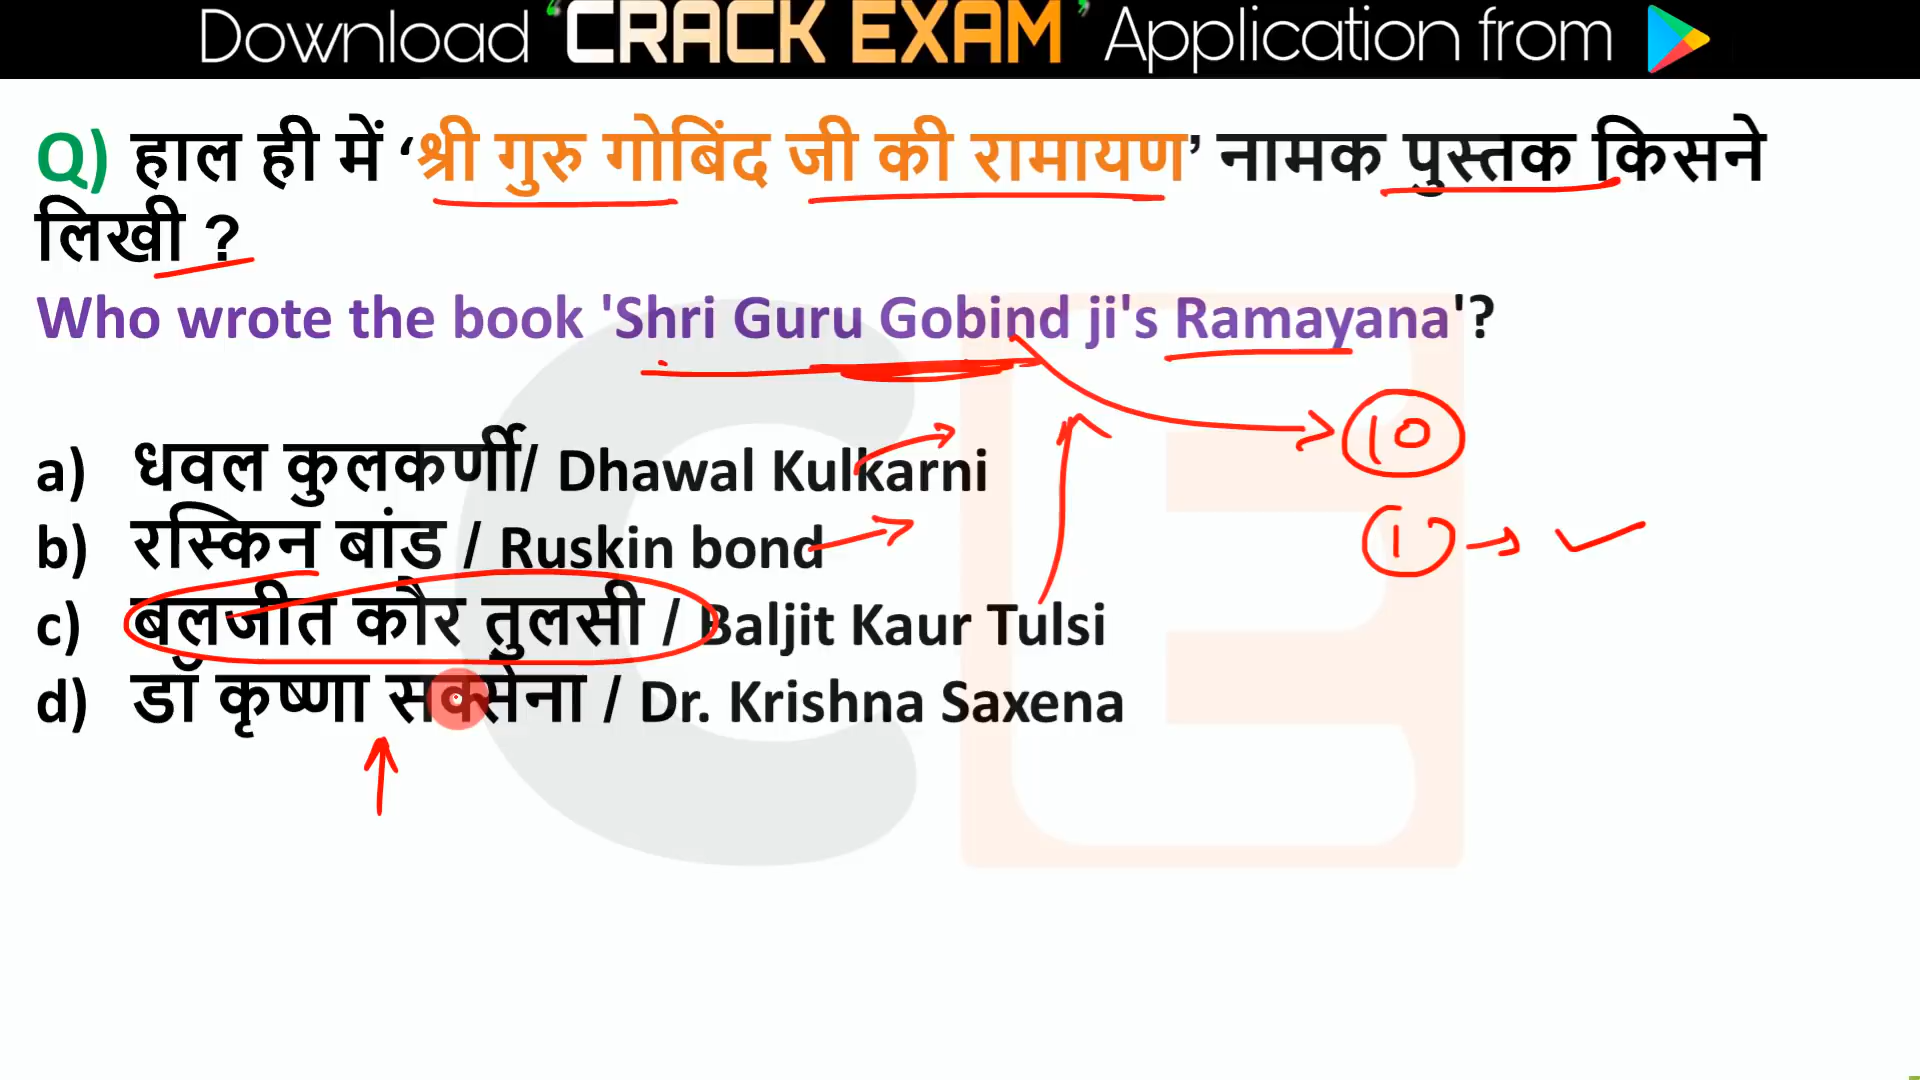 Download 'CRACK EXAM' Application from
Q) हाल ही में ‘श्री गुरु गोबिंद जी की रामायण’ नामक पुस्तक किसने
लिखी ?
Who wrote the book 'Shri Guru Gobind ji's Ramayana'?
10
a) धवल कुलकर्णी/ Dhawal Kulkarni
b) रस्किन बांड / Ruskin bond
1
c) बलजीत कौर तुलसी / Baljit Kaur Tulsi
d) डॉ कृष्णा सक्सेना / Dr. Krishna Saxena